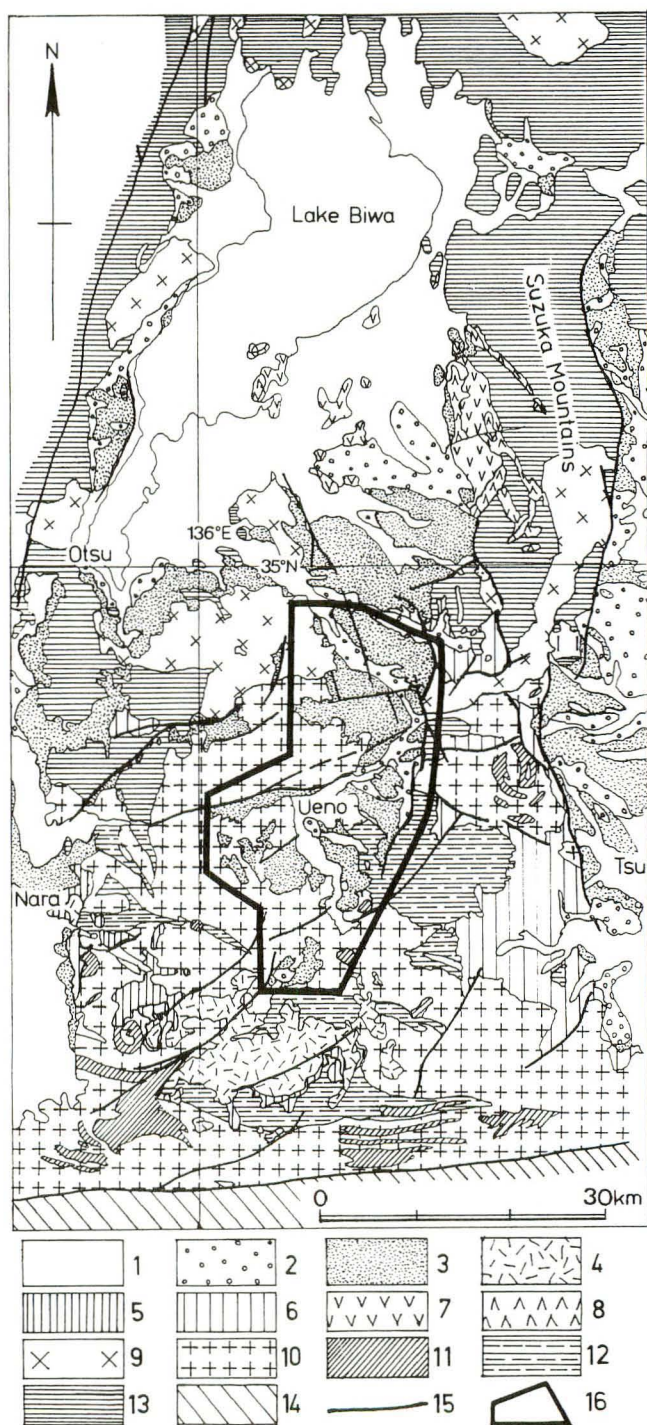 N
Lake Biwa
Suzuka Mountains
136°E
Otsu
35°N
Ueno
Tsu
Nara
0 30km
1 2 3 4
5 6 7 8
9 10 11 12
13 14 15 16